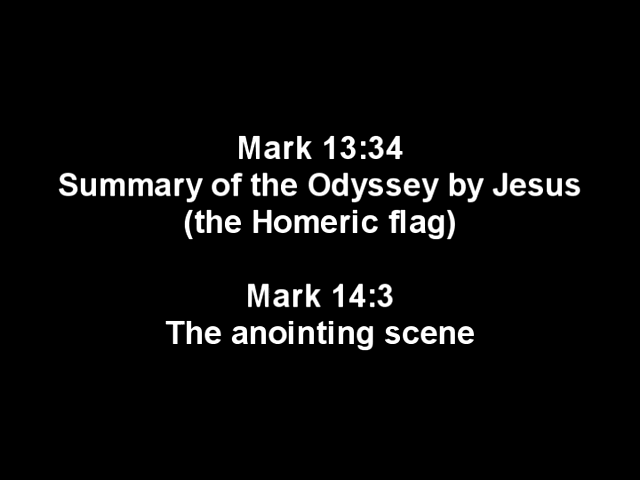 Mark 13:34
Summary of the Odyssey by Jesus
(the Homeric flag)
Mark 14:3
The anointing scene